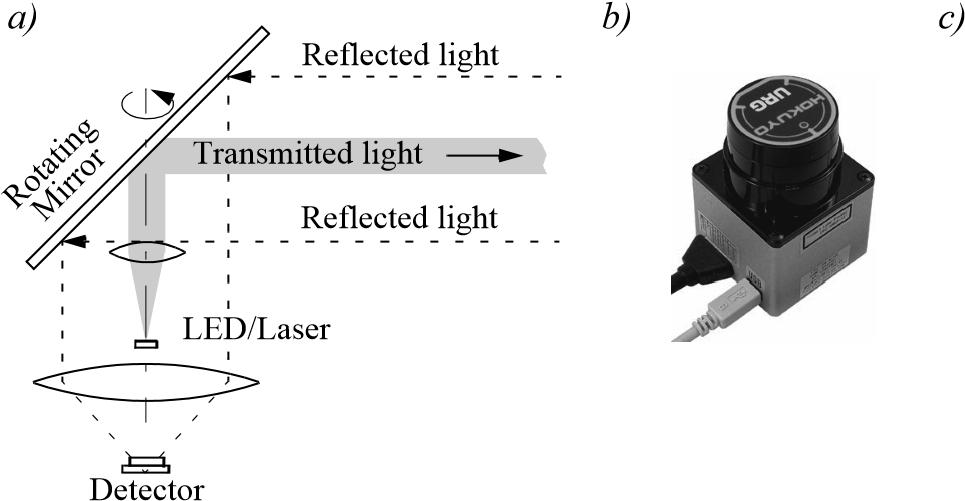 a)
b)
c)
Reflected light
Rotating
Mirror
Transmitted light
Reflected light
LED/Laser
Detector
HOKUYO
URG